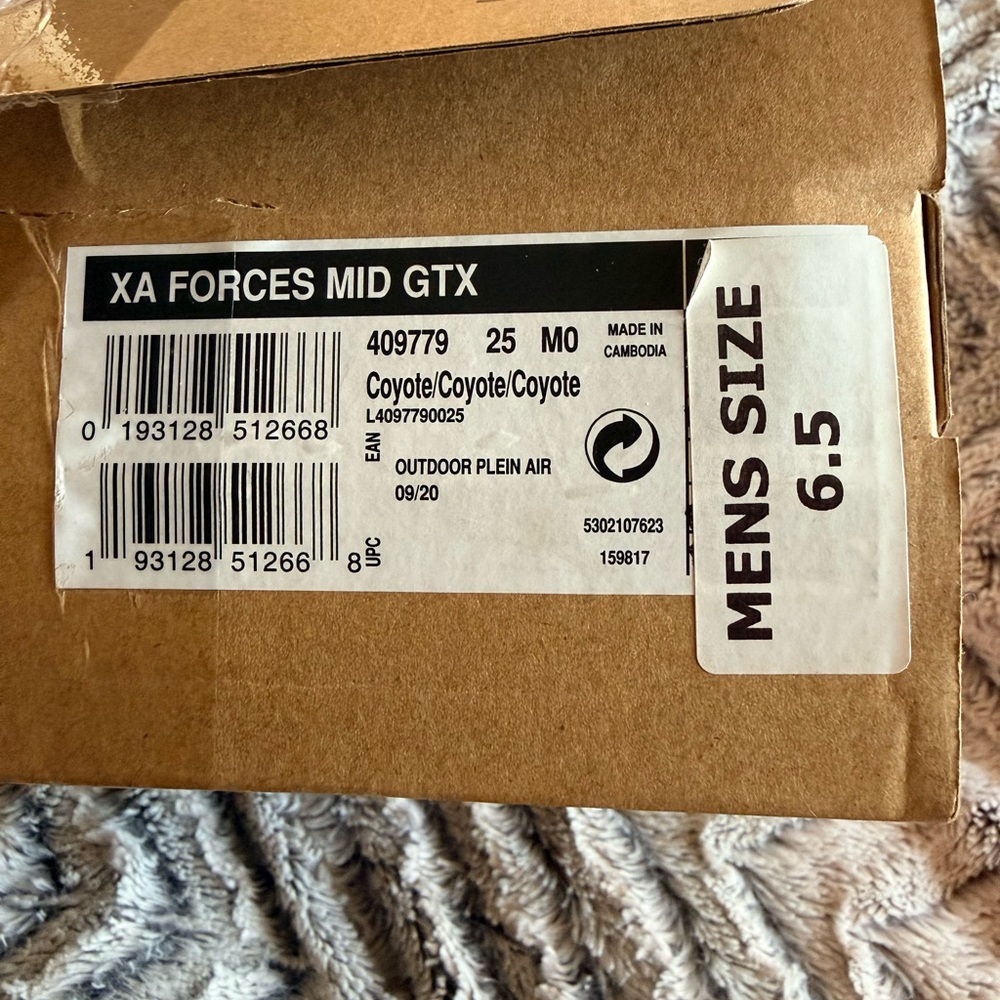 XA FORCES MID GTX
409779 25 M0
MADE IN
CAMBODIA
Coyote/Coyote/Coyote
L4097790025
0 193128 512668
EAN
OUTDOOR PLEIN AIR
09/20
5302107623
159817
1 93128 51266 8
UPC
MENS SIZE
6.5